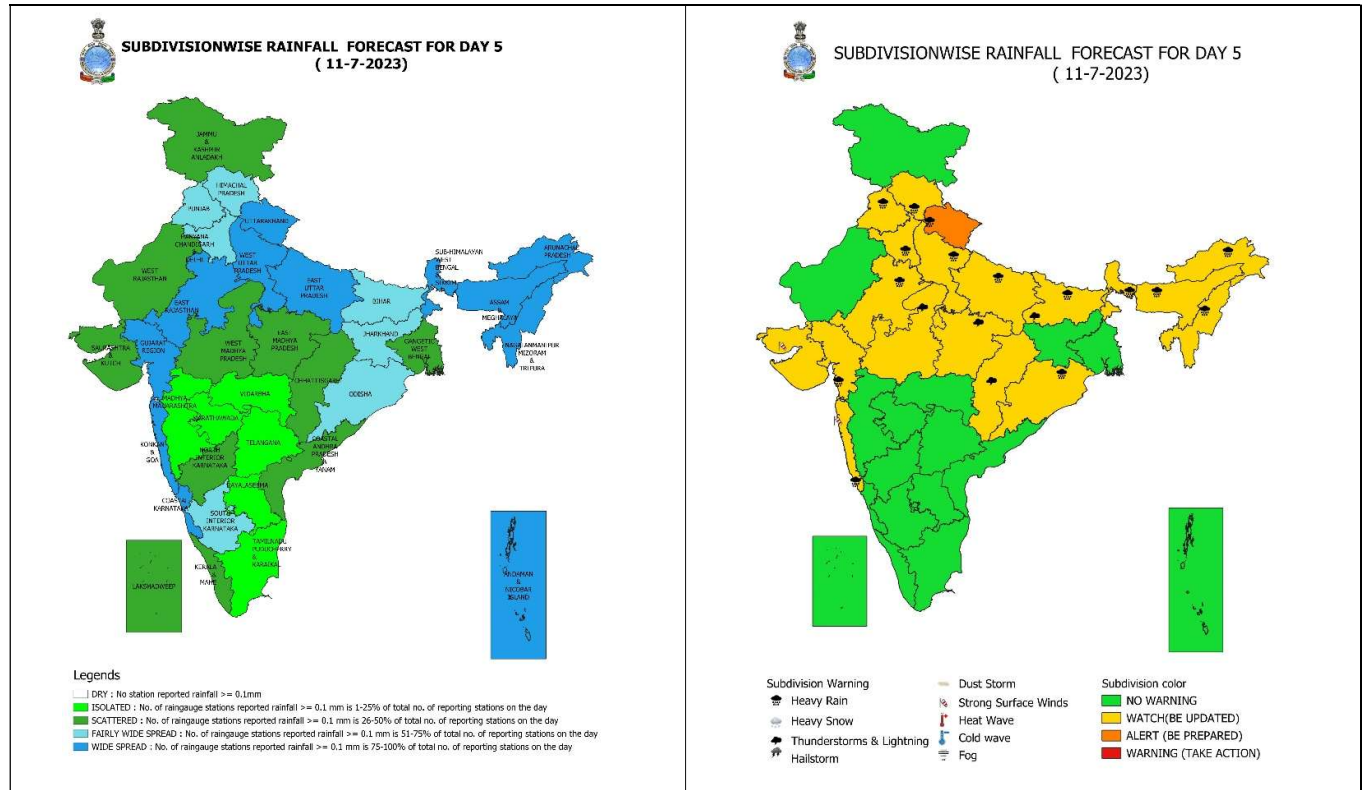 SUBDIVISIONWISE RAINFALL FORECAST FOR DAY 5
( 11-7-2023)
JAMMU
&
KASHMIR
ANLADAKH
HIMACHAL
PRADESH
PUNJAB
UTTARAKHAND
HARYANA
CHANDIGARH
&
DELHI
WEST
UTTAR
PRADESH
WEST
RAJASTHAN
SUB-HIMALAYAN
WEST
BENGAL
&
SIKKIM
ARUNACHAL
PRADESH
EAST
UTTAR
PRADESH
EAST
RAJASTHAN
BIHAR
ASSAM
&
MEGHALAYA
GUJARAT
REGION
JHARKHAND
SAURASHTRA
&
KUTCH
WEST
MADHYA
PRADESH
EAST
MADHYA
PRADESH
GANGETIC
WEST
BENGAL
MIZORAM
&
TRIPURA
CHHATTISGARH
VIDARBHA
ODISHA
MADHYA
MAHARASHTRA
MARATHAWADA
TELANGANA
KONKAN
&
GOA
NORTH
INTERIOR
KARNATAKA
COASTAL
ANDHRA
PRADESH
&
YANAM
RAYALASEEMA
COASTAL
KARNATAKA
SOUTH
INTERIOR
KARNATAKA
TAMILNADU
PUDUCHERRY
&
KARAIKAL
KERALA
&
MAHE
LAKSHADWEEP
ANDAMAN
&
NICOBAR
ISLAND
Legends
DRY : No station reported rainfall >= 0.1mm
ISOLATED : No. of raingauge stations reported rainfall >= 0.1 mm is 1-25% of total no. of reporting stations on the day
SCATTERED : No. of raingauge stations reported rainfall >= 0.1 mm is 26-50% of total no. of reporting stations on the day
FAIRLY WIDE SPREAD : No. of raingauge stations reported rainfall >= 0.1 mm is 51-75% of total no. of reporting stations on the day
WIDE SPREAD : No. of raingauge stations reported rainfall >= 0.1 mm is 75-100% of total no. of reporting stations on the day
SUBDIVISIONWISE RAINFALL FORECAST FOR DAY 5
( 11-7-2023)
Subdivision Warning
Heavy Rain
Heavy Snow
Thunderstorms & Lightning
Hailstorm
Dust Storm
Strong Surface Winds
Heat Wave
Cold wave
Fog
Subdivision color
NO WARNING
WATCH(BE UPDATED)
ALERT (BE PREPARED)
WARNING (TAKE ACTION)